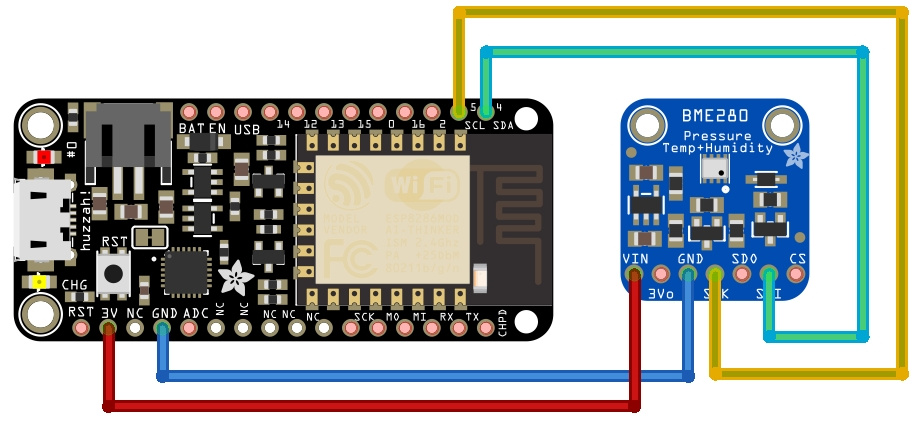 BAT EN USB
14 12 13 15 0 16 2 5 4
SCL SDA
#0
huzzah!
RST
WiFi
FC
CHG
RST 3V NC GND ADC NC NC NC NC NC SCK MO MI RX TX CHPD
BME280
Pressure
Temp+Humidity
VIN GND SDO CS
3Vo SCK SDI